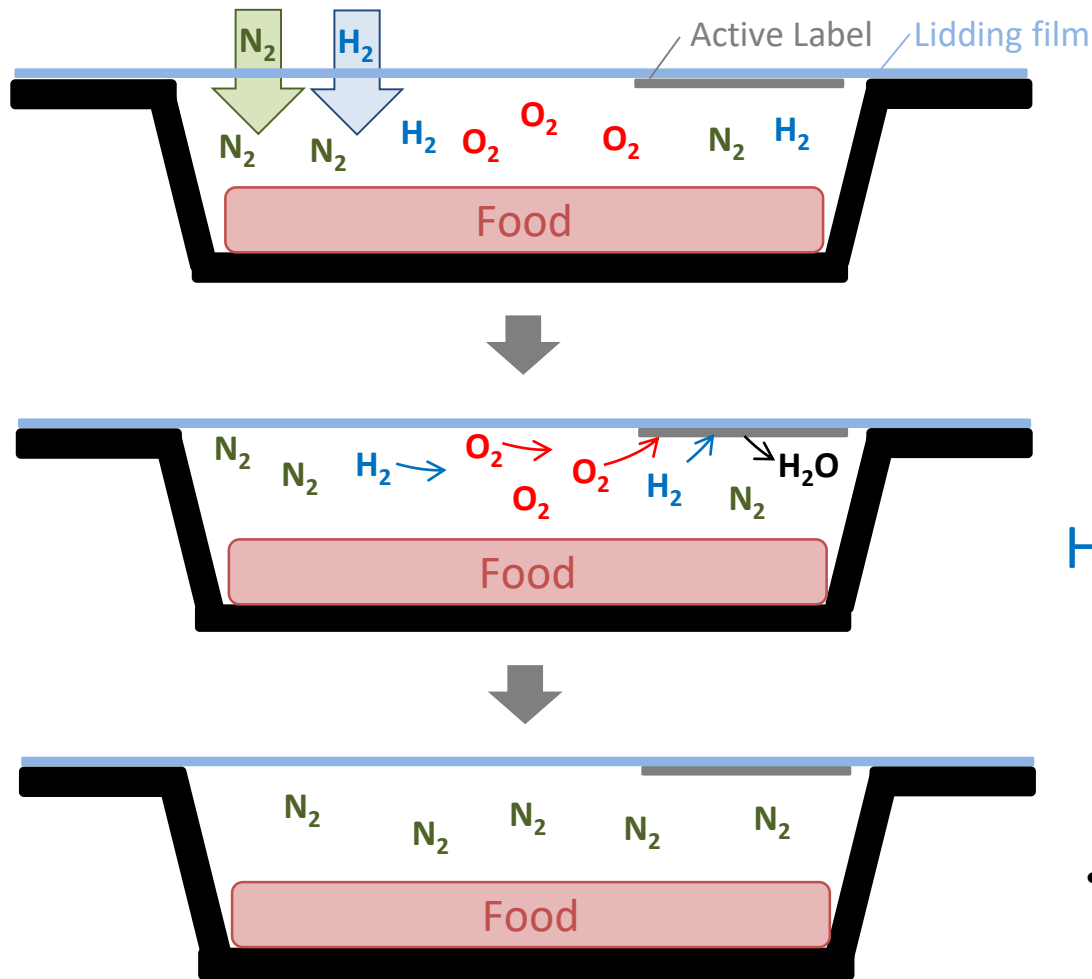 N₂ H₂ Active Label Lidding film
N₂ N₂ H₂ O₂ O₂ O₂ N₂ H₂
Food
N₂ N₂ H₂ O₂ O₂ O₂ H₂ H₂O N₂
Food
H
N₂ N₂ N₂ N₂ N₂
Food